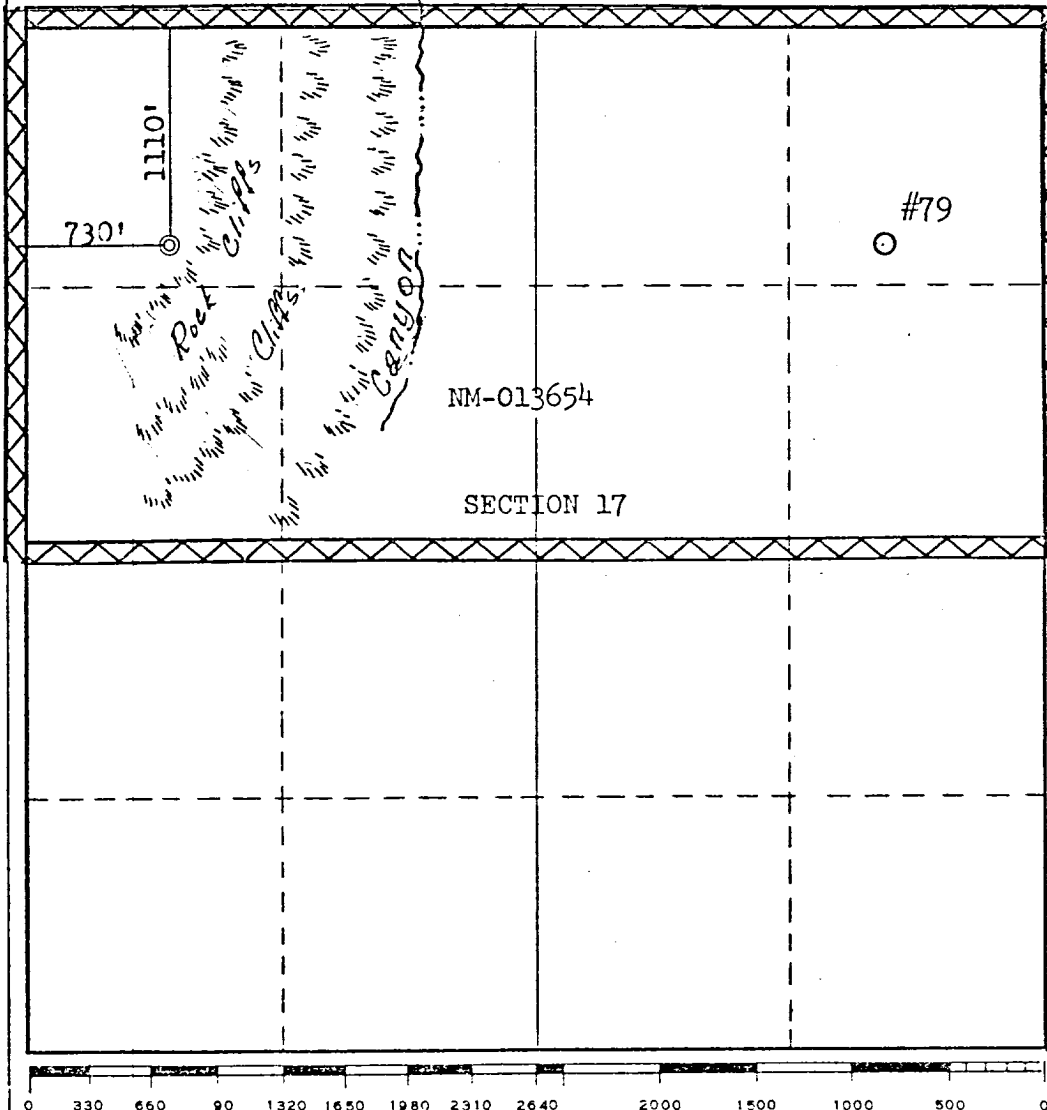 1110'
730'
#79
Rock Cliffs
Cliffs
Canyon
NM-013654
SECTION 17
0 330 660 90 1320 1650 1980 2310 2640 2000 1500 1000 500 0